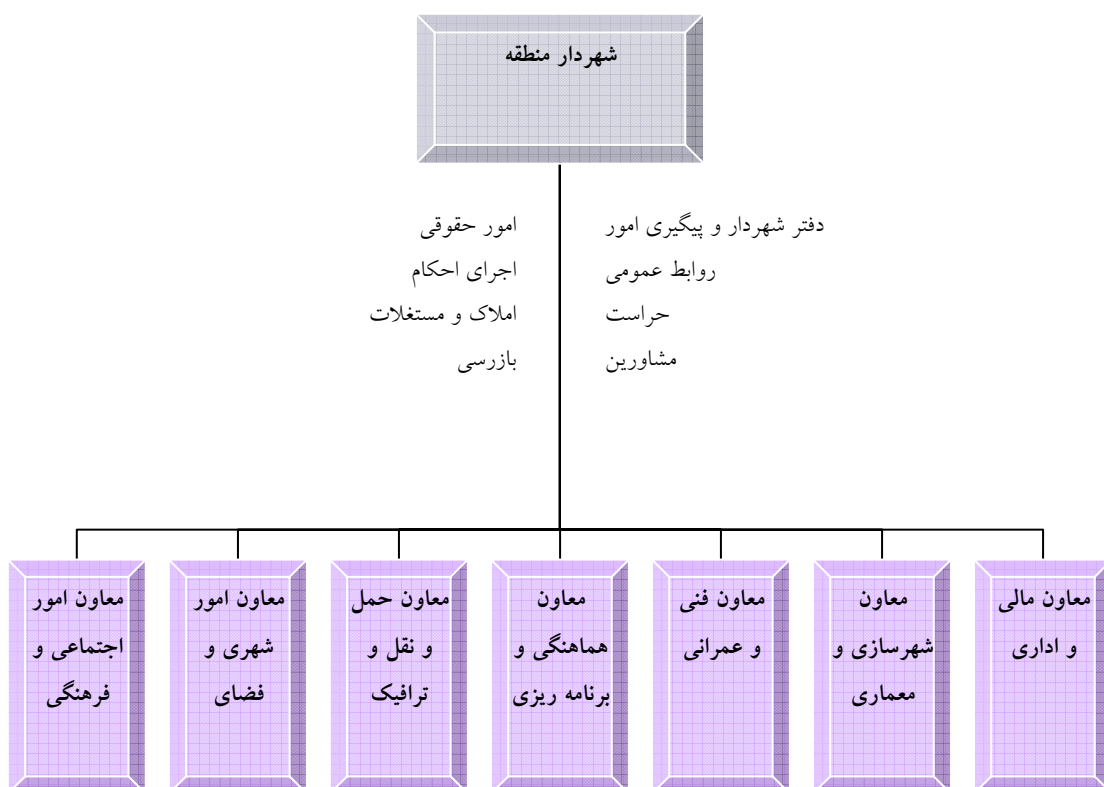 شهردار منطقه
دفتر شهردار و پیگیری امور
روابط عمومی
حراست
مشاورین
امور حقوقی
اجرای احکام
املاک و مستغلات
بازرسی
معاون مالی
و اداری
معاون
شهرسازی و
معماری
معاون فنی
و عمرانی
معاون
هماهنگی و
برنامه ریزی
معاون حمل
و نقل و
ترافیک
معاون امور
شهری و
فضای
معاون امور
اجتماعی و
فرهنگی